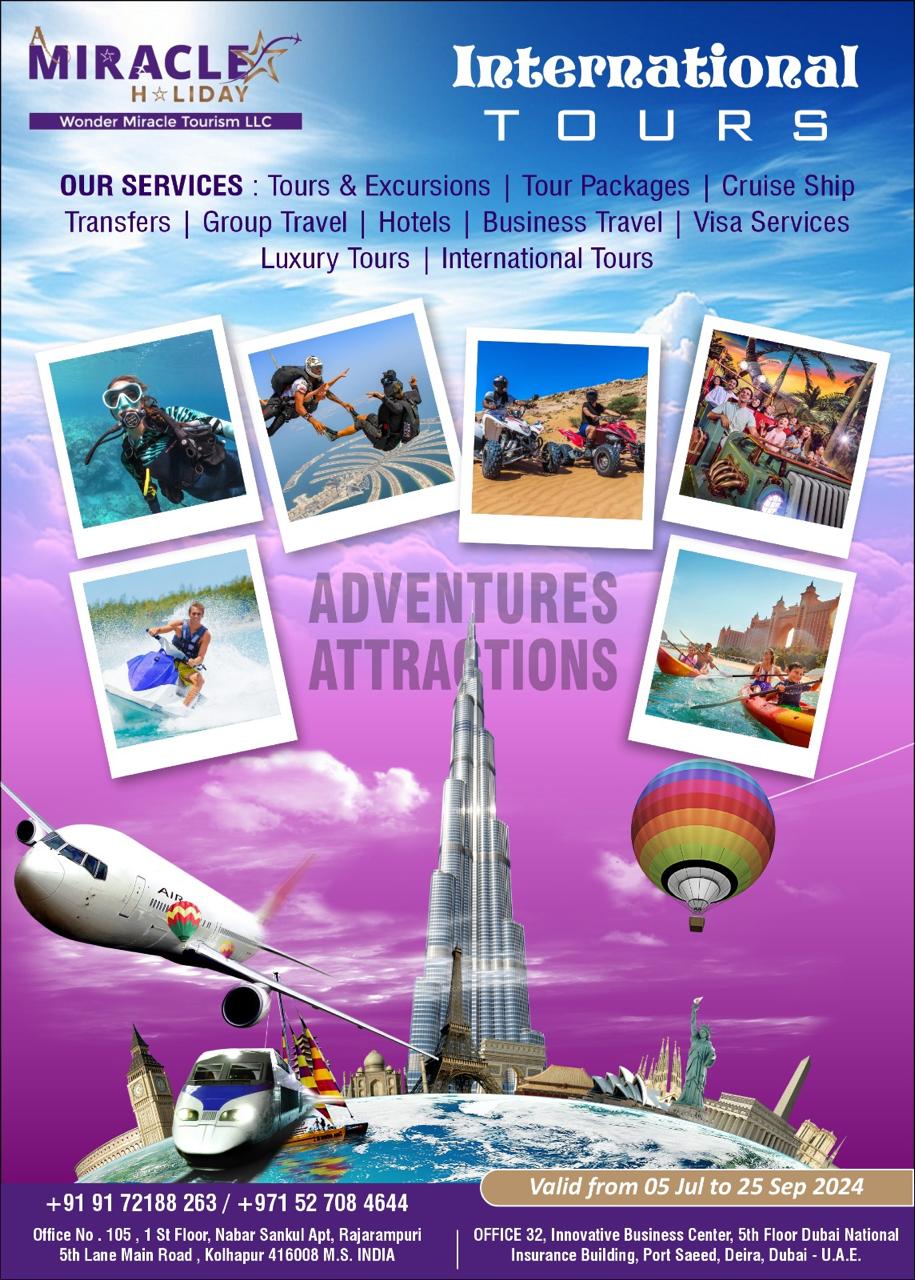 A
MIRACLE
HOLIDAY
Wonder Miracle Tourism LLC
International
TOURS
OUR SERVICES : Tours & Excursions | Tour Packages | Cruise Ship
Transfers | Group Travel | Hotels | Business Travel | Visa Services
Luxury Tours | International Tours
ADVENTURES
ATTRACTIONS
AIR
Valid from 05 Jul to 25 Sep 2024
+91 91 72188 263 / +971 52 708 4644
Office No . 105 , 1 St Floor, Nabar Sankul Apt, Rajarampuri
5th Lane Main Road , Kolhapur 416008 M.S. INDIA
OFFICE 32, Innovative Business Center, 5th Floor Dubai National
Insurance Building, Port Saeed, Deira, Dubai - U.A.E.